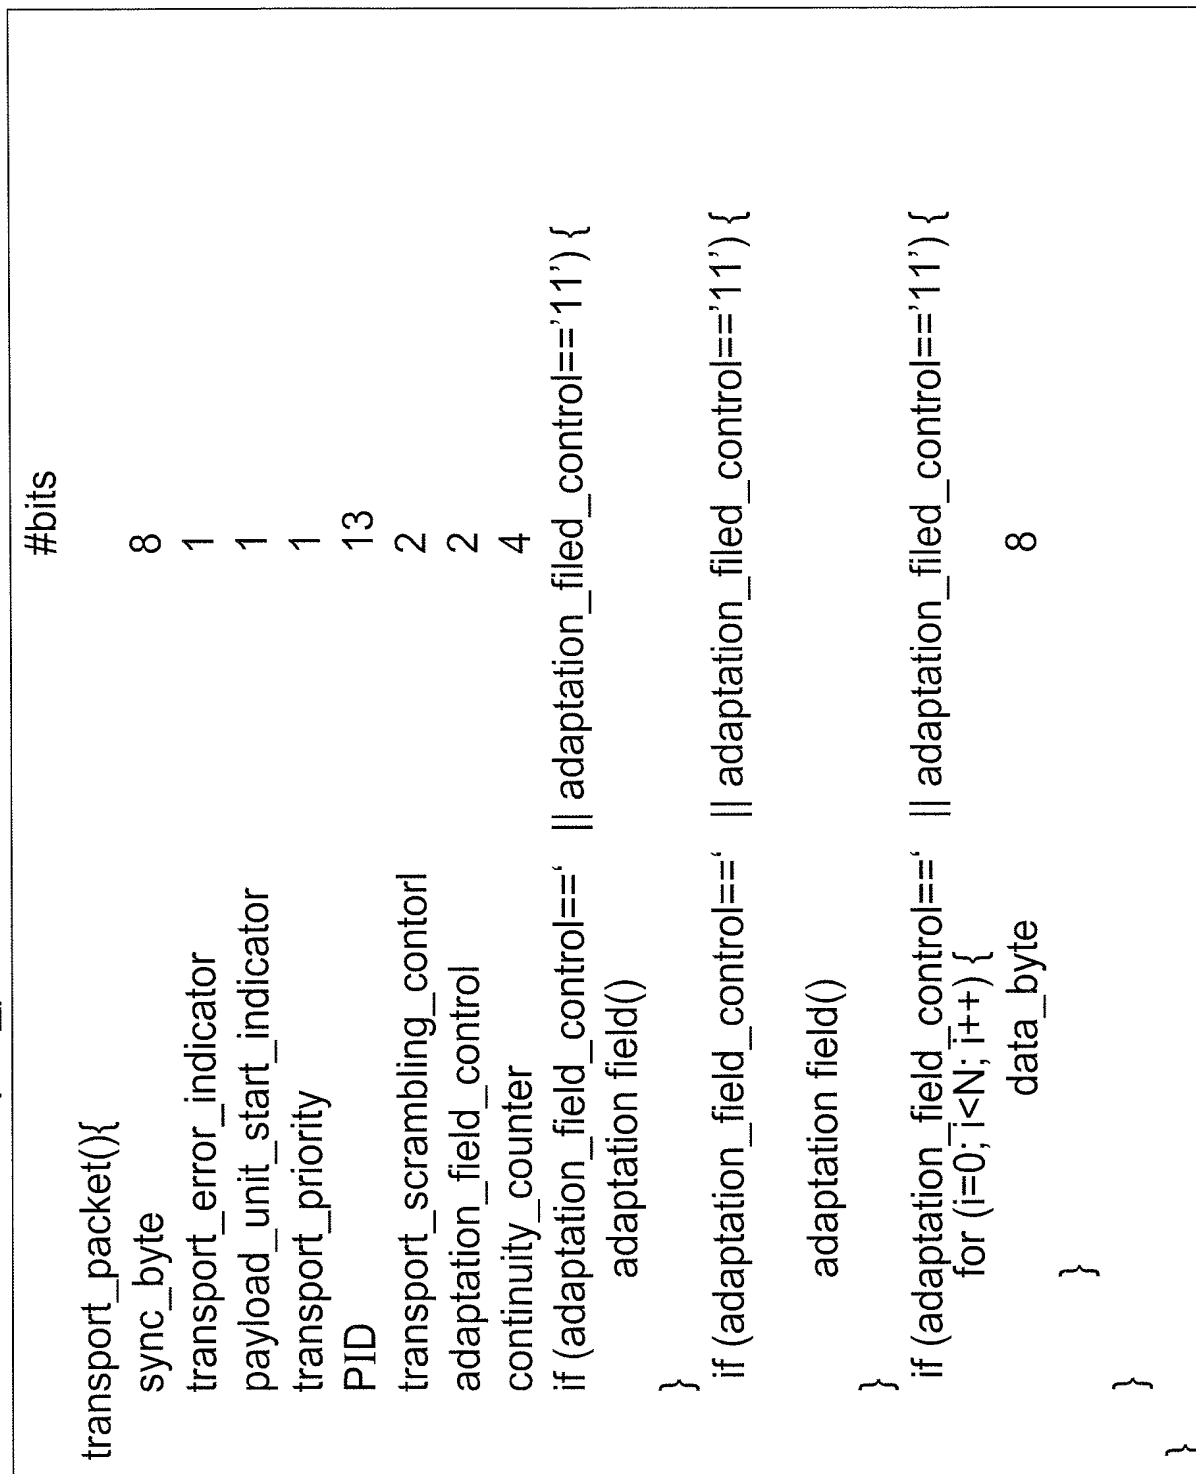 #bits
transport_packet(){
sync_byte 8
transport_error_indicator 1
payload_unit_start_indicator 1
transport_priority 1
PID 13
transport_scrambling_contorl 2
adaptation_field_control 2
continuity_counter 4
if (adaptation_field_control==‘ || adaptation_filed_control==’11’) {
adaptation field()
}
if (adaptation_field_control==‘ || adaptation_filed_control==’11’) {
adaptation field()
}
if (adaptation_field_control==‘ || adaptation_filed_control==’11’) {
for (i=0; i<N; i++) {
data_byte 8
}
}
}